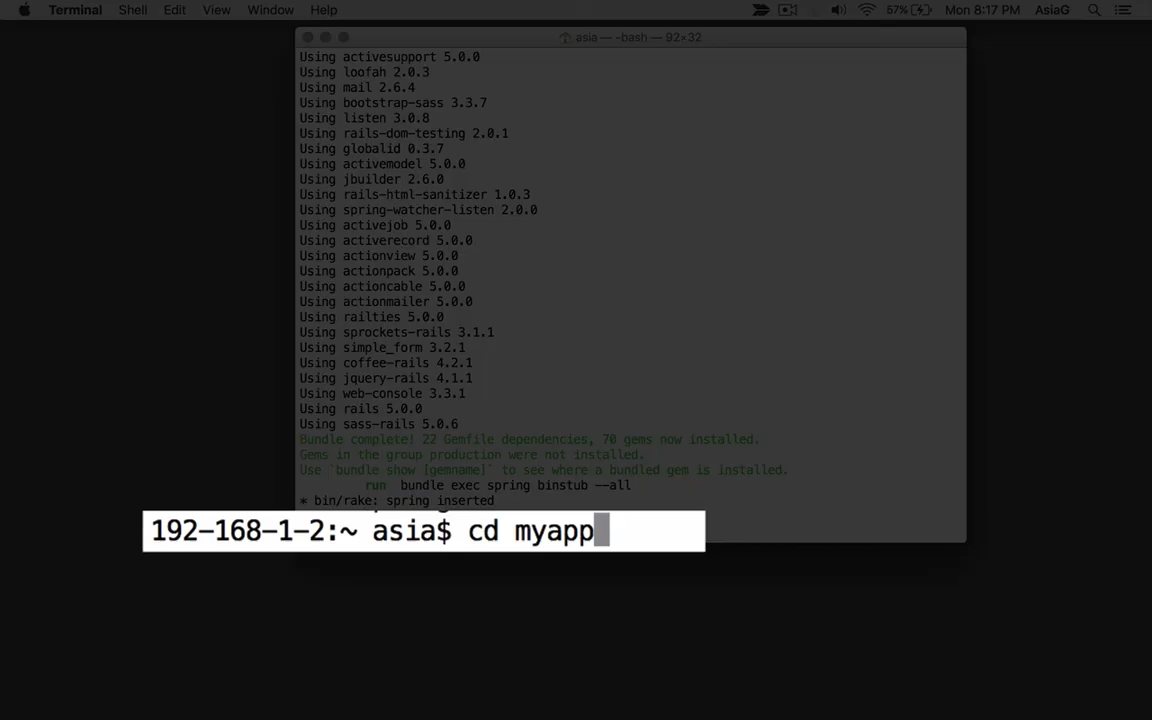 Terminal Shell Edit View Window Help 57% Mon 8:17 PM AsiaG
asia — -bash — 92×32
Using activesupport 5.0.0
Using loofah 2.0.3
Using mail 2.6.4
Using bootstrap-sass 3.3.7
Using listen 3.0.8
Using rails-dom-testing 2.0.1
Using globalid 0.3.7
Using activemodel 5.0.0
Using jbuilder 2.6.0
Using rails-html-sanitizer 1.0.3
Using spring-watcher-listen 2.0.0
Using activejob 5.0.0
Using activerecord 5.0.0
Using actionview 5.0.0
Using actionpack 5.0.0
Using actioncable 5.0.0
Using actionmailer 5.0.0
Using railties 5.0.0
Using sprockets-rails 3.1.1
Using simple_form 3.2.1
Using coffee-rails 4.2.1
Using jquery-rails 4.1.1
Using web-console 3.3.1
Using rails 5.0.0
Using sass-rails 5.0.6
Bundle complete! 22 Gemfile dependencies, 70 gems now installed.
Gems in the group production were not installed.
Use `bundle show [gemname]` to see where a bundled gem is installed.
run bundle exec spring binstub --all
* bin/rake: spring inserted
192-168-1-2:~ asia$ cd myapp